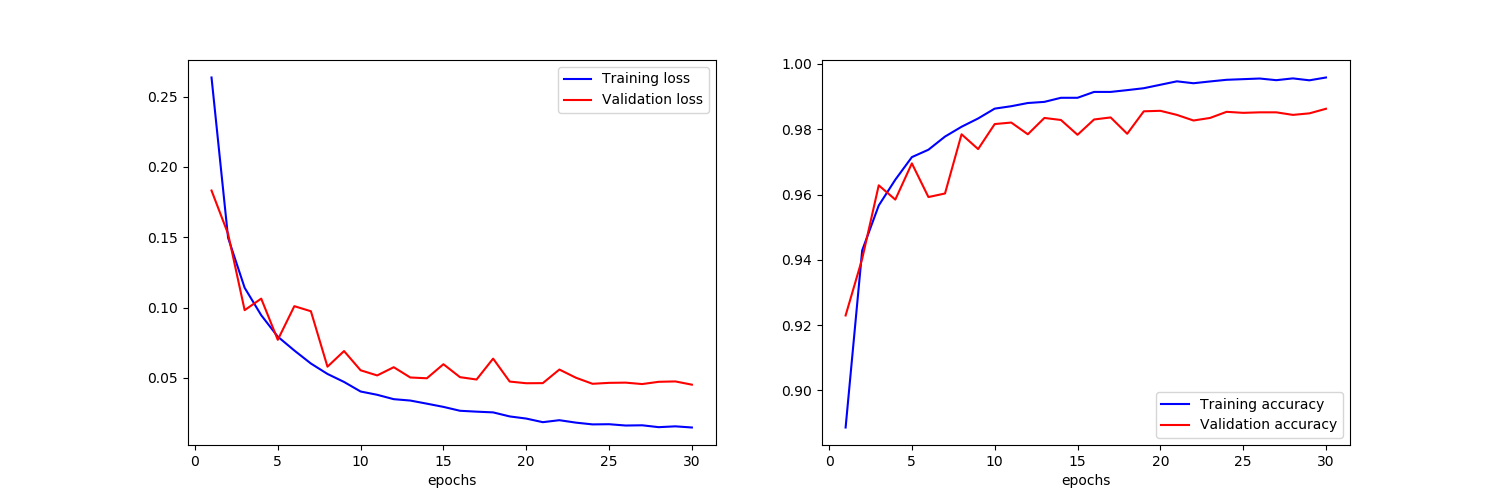 Training loss
Validation loss
0.25
0.20
0.15
0.10
0.05
0 5 10 15 20 25 30
epochs
1.00
0.98
0.96
0.94
0.92
0.90
Training accuracy
Validation accuracy
0 5 10 15 20 25 30
epochs